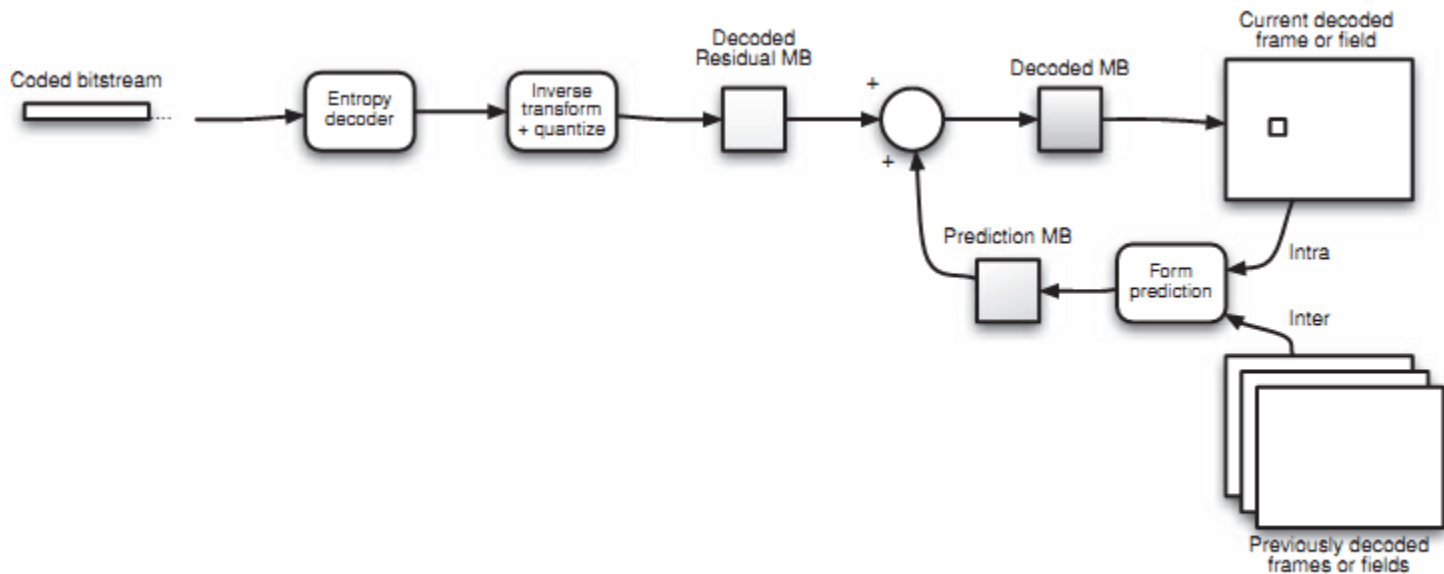 Coded bitstream
Entropy
decoder
Inverse
transform
+ quantize
Decoded
Residual MB
+
+
Decoded MB
Current decoded
frame or field
Prediction MB
Form
prediction
Intra
Inter
Previously decoded
frames or fields